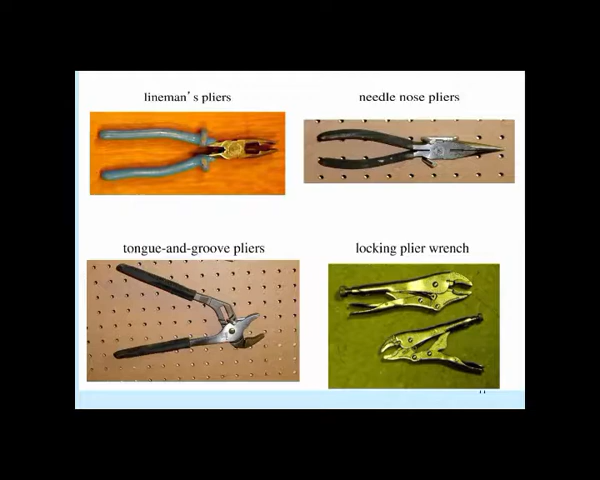 lineman's pliers
needle nose pliers
tongue-and-groove pliers
locking plier wrench